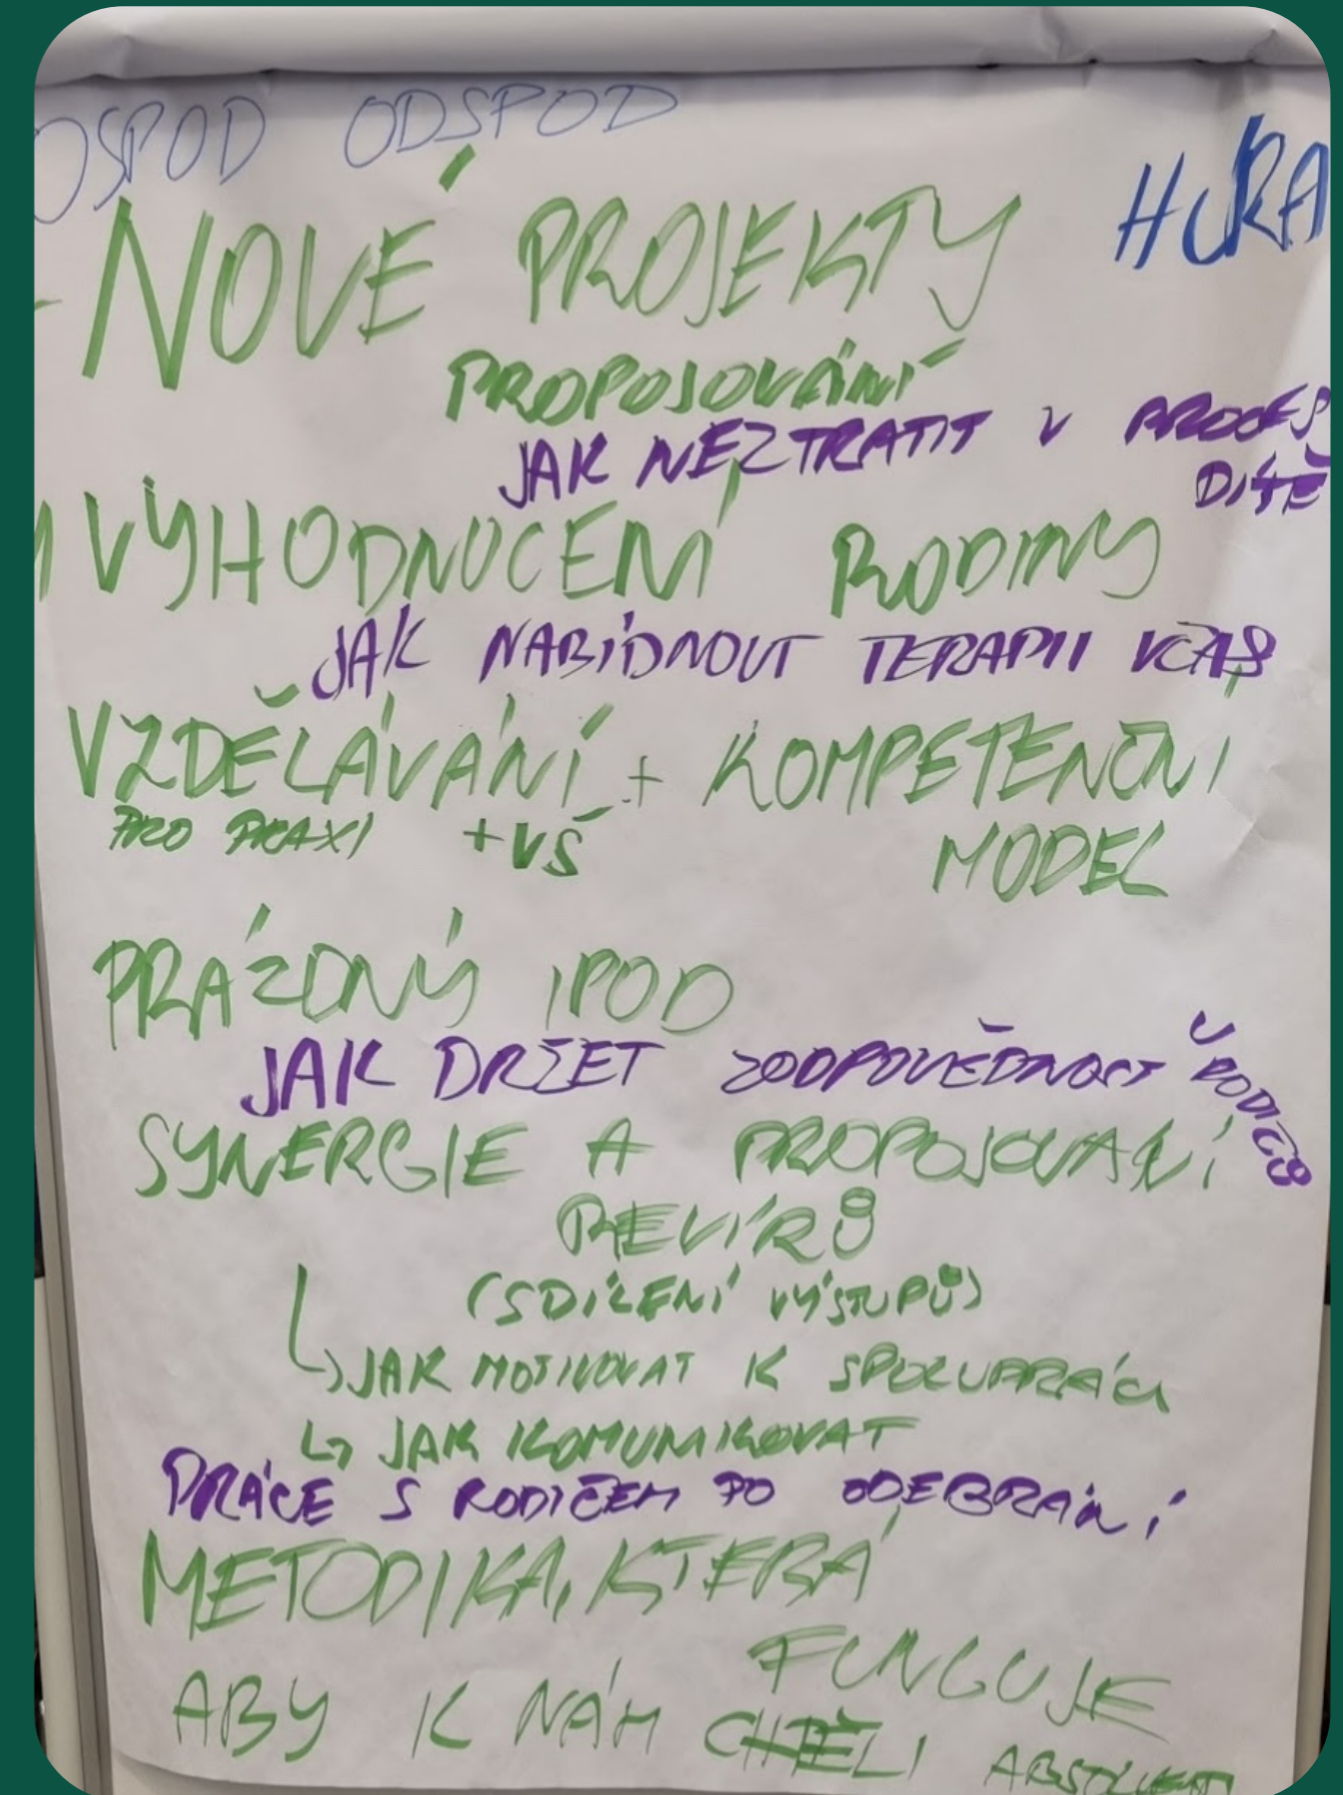 OSPOD ODSPOD
HURA
- NOVÉ PROJEKTY
PROPOJOVÁNÍ
JAK NEZTRATIT V PROCES
DÍTĚ
VYHODNOCENÍ RODINY
JAK NABÍDNOUT TERAPII VČAS
VZDĚLÁVÁNÍ + KOMPETENČNÍ
PRO PRAXI +VŠ
MODEL
PRÁZDNÝ IPOD
JAK DRŽET ZODPOVĚDNOST U RODIČŮ
SYNERGIE A PROPOJOVÁNÍ
REVÍRŮ
(SDÍLENÍ VÝSTUPŮ)
↳ JAK MOTIVOVAT K SPOLUPRÁCI
↳ JAK KOMUNIKOVAT
PRÁCE S RODIČEM PO ODEBRÁNÍ
METODIKA, KTERÁ
FUNGUJE
ABY K NÁM CHTĚLI ABSOLVENTI